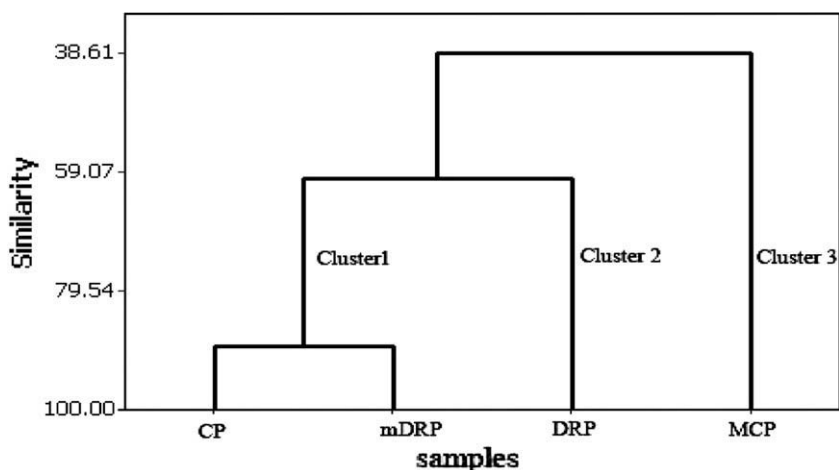 38.61
59.07
79.54
100.00
Similarity
Cluster1
Cluster 2
Cluster 3
CP
mDRP
DRP
MCP
samples